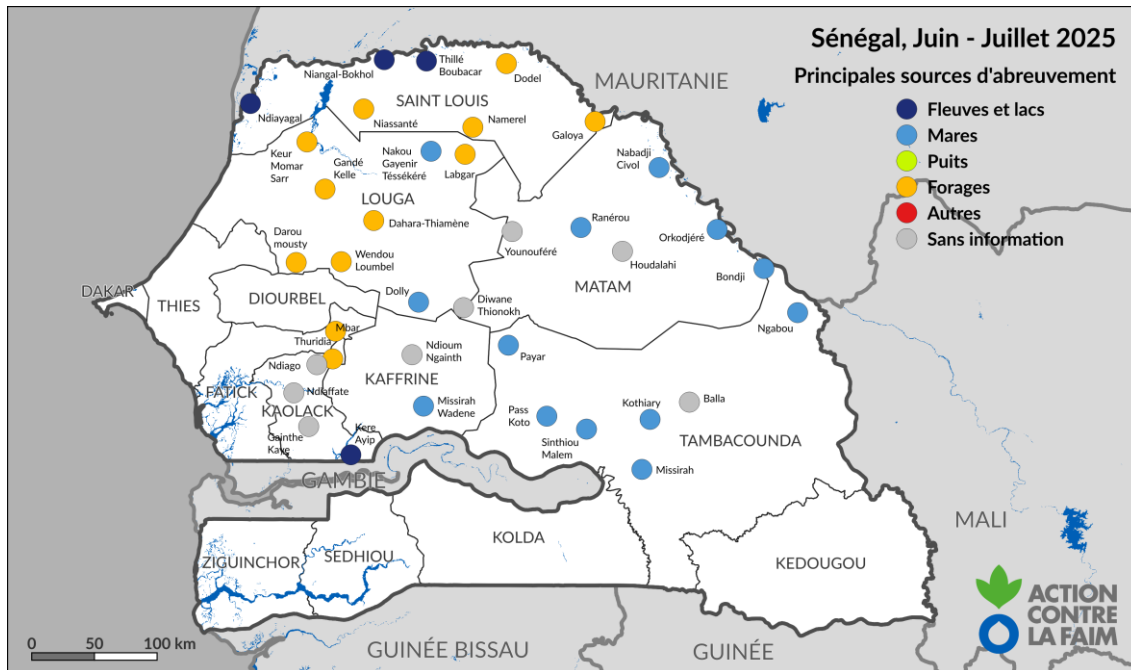 Sénégal, Juin - Juillet 2025
Principales sources d'abreuvement
Fleuves et lacs
Mares
Puits
Forages
Autres
Sans information
MAURITANIE
Niangal-Bokhol
Thillé
Boubacar
Dodel
SAINT LOUIS
Ndiayagal
Niassanté
Namerel
Galoya
Keur
Momar
Sarr
Gandé
Kelle
Nakou
Gayenir
Téssékéré
Labgar
Nabadji
Civol
LOUGA
Dahara-Thiamène
Ranérou
Orkodjéré
Younouféré
Houdalahi
Darou
mousty
Wendou
Loumbel
Bondji
DAKAR
THIES
DIOURBEL
Dolly
Diwane
Thionokh
MATAM
Ngabou
Mbar
Thuridia
Ndiago
Ndioum
Ngainth
Payar
KAFFRINE
FATICK
Ndiaffate
KAOLACK
Missirah
Wadene
Balla
Gainthe
Kaye
Kere
Ayip
Pass
Koto
Kothiary
Sinthiou
Malem
TAMBACOUNDA
Missirah
GAMBIE
MALI
ZIGUINCHOR
SEDHIOU
KOLDA
KEDOUGOU
GUINÉE BISSAU
GUINÉE
0 50 100 km
ACTION
CONTRE
LA FAIM